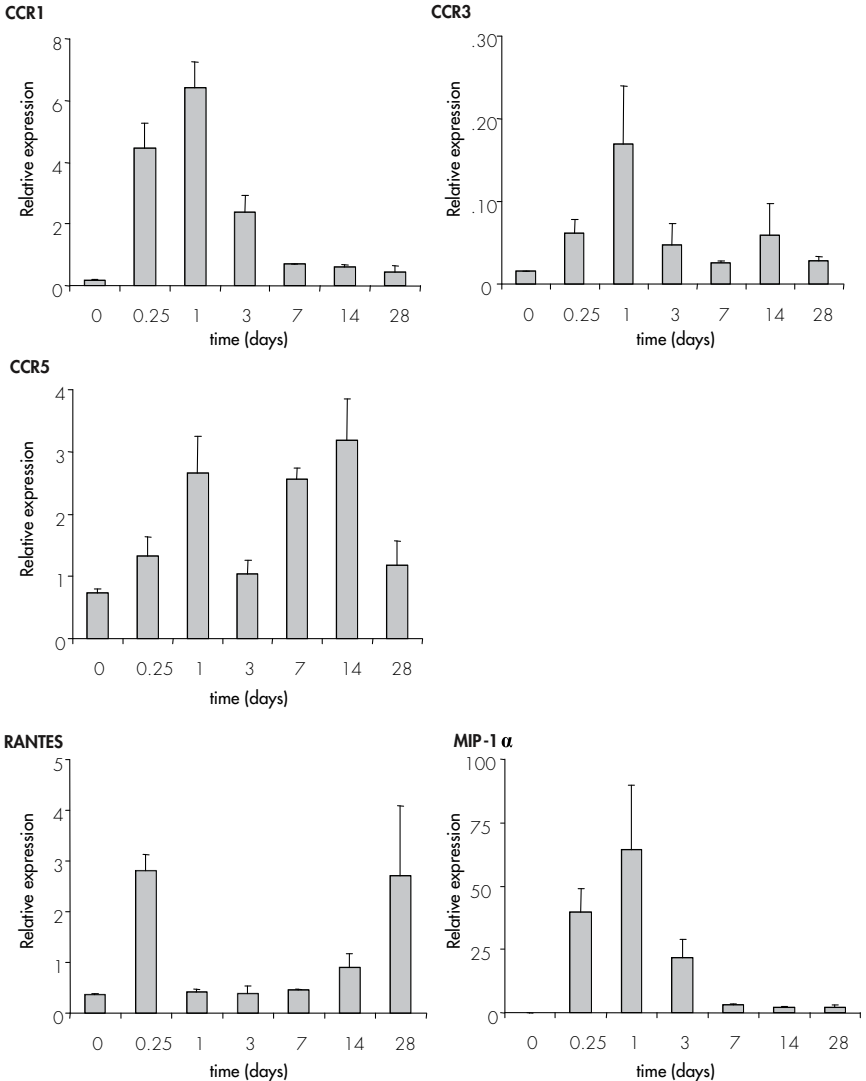 CCR1
Relative expression
8
6
4
2
0
0 0.25 1 3 7 14 28
time (days)
CCR3
Relative expression
.30
.20
.10
0
0 0.25 1 3 7 14 28
time (days)
CCR5
Relative expression
4
3
2
1
0
0 0.25 1 3 7 14 28
time (days)
RANTES
Relative expression
5
4
3
2
1
0
0 0.25 1 3 7 14 28
time (days)
MIP-1 α
Relative expression
100
75
50
25
0
0 0.25 1 3 7 14 28
time (days)